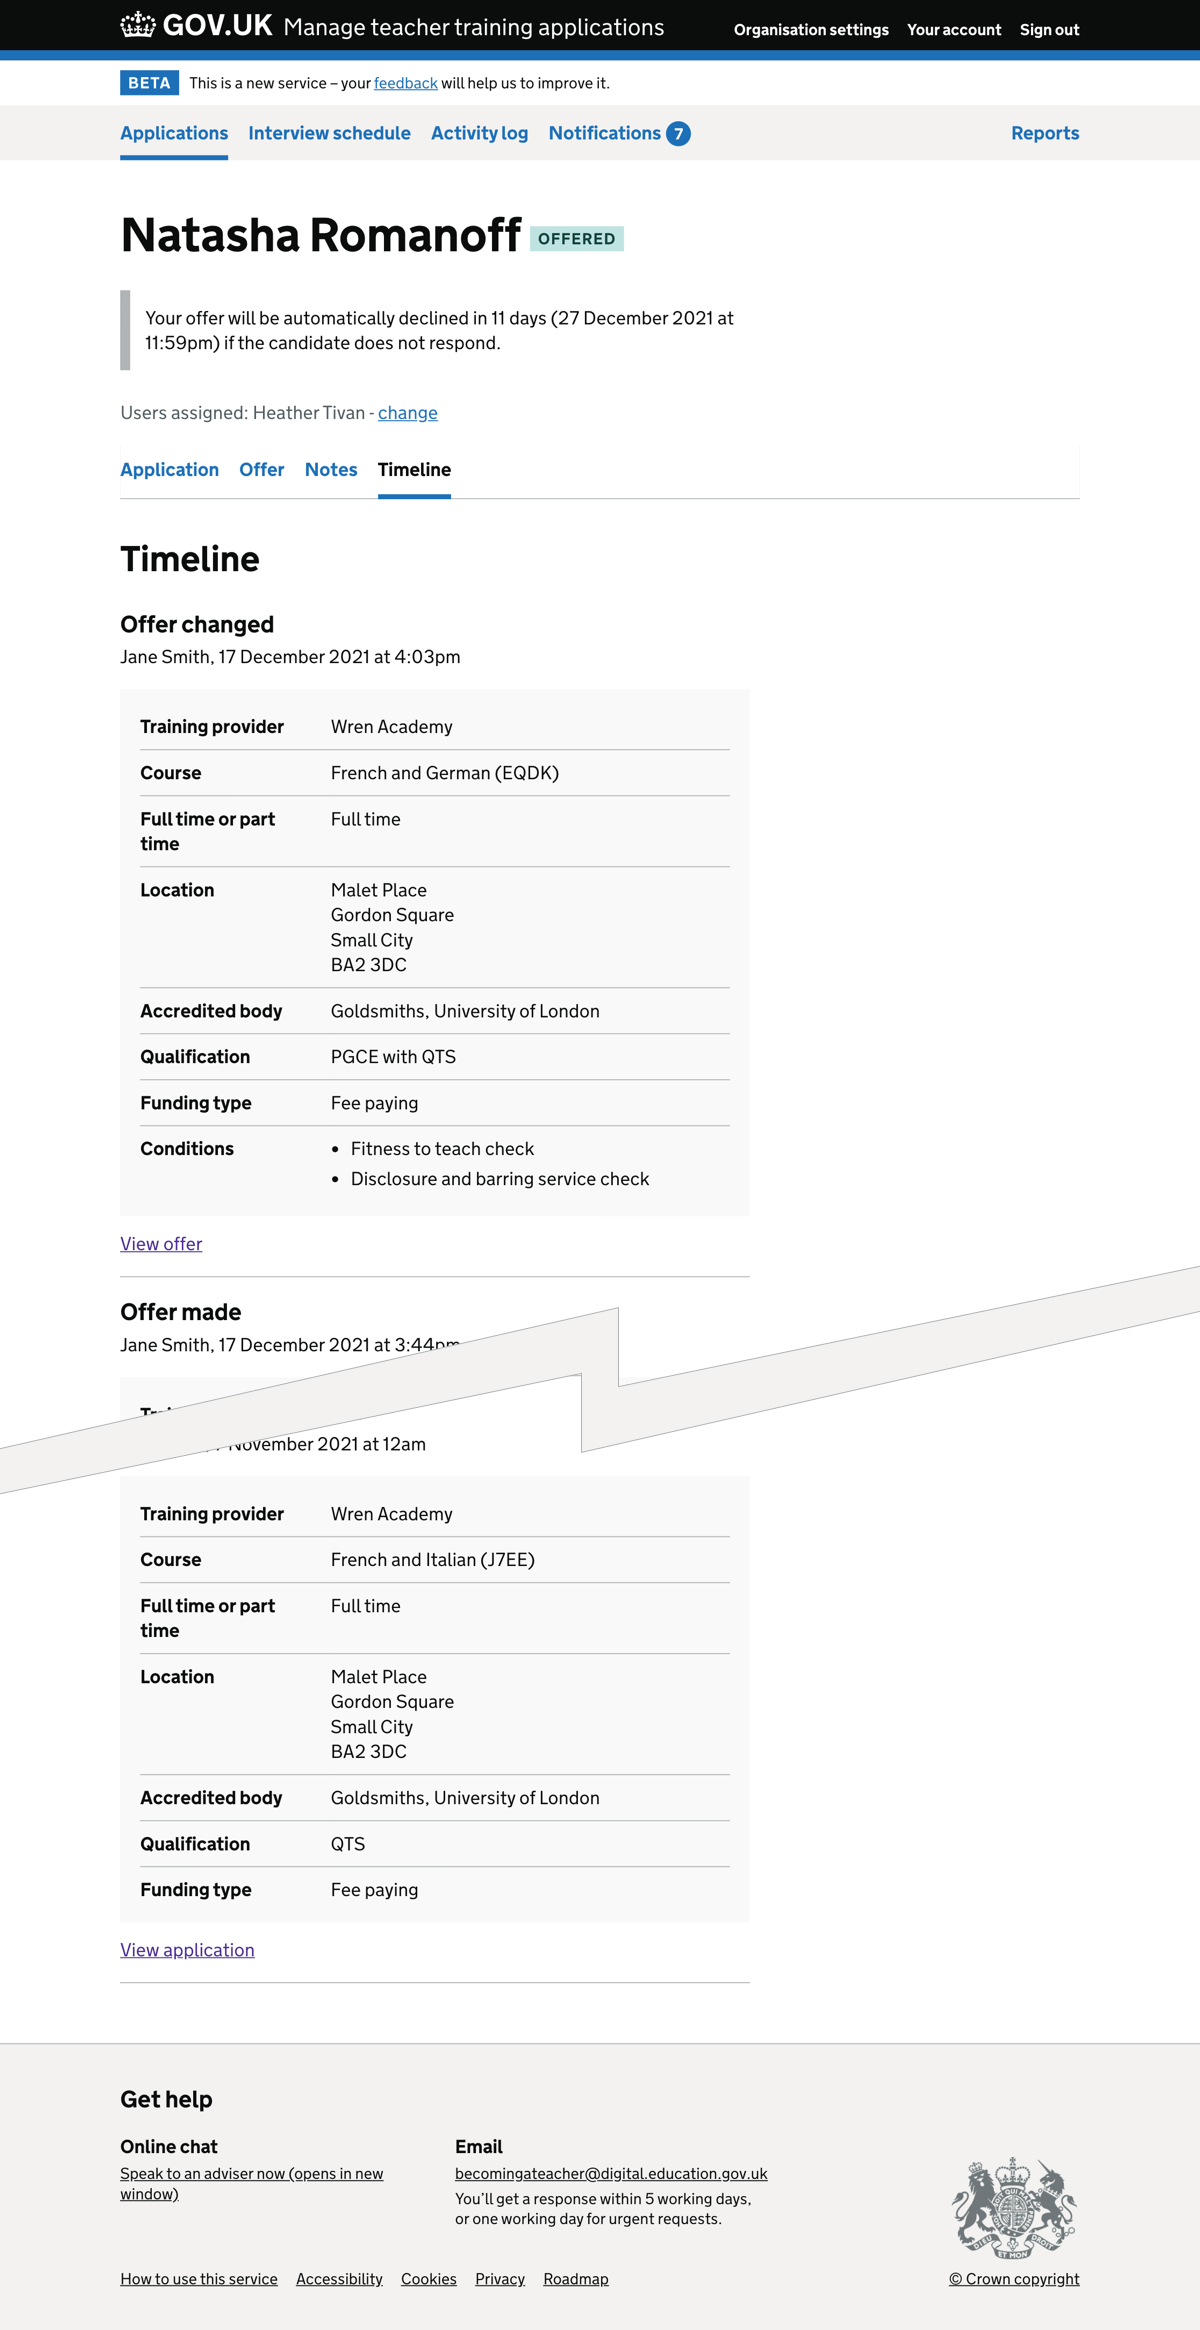 GOV.UK Manage teacher training applications Organisation settings Your account Sign out
BETA This is a new service – your feedback will help us to improve it.
Applications Interview schedule Activity log Notifications 7 Reports
Natasha Romanoff OFFERED
Your offer will be automatically declined in 11 days (27 December 2021 at
11:59pm) if the candidate does not respond.
Users assigned: Heather Tivan - change
Application Offer Notes Timeline
Timeline
Offer changed
Jane Smith, 17 December 2021 at 4:03pm
Training provider Wren Academy
Course French and German (EQDK)
Full time or part Full time
time
Location Malet Place
Gordon Square
Small City
BA2 3DC
Accredited body Goldsmiths, University of London
Qualification PGCE with QTS
Funding type Fee paying
Conditions • Fitness to teach check
• Disclosure and barring service check
View offer
Offer made
Jane Smith, 17 December 2021 at 3:44pm
November 2021 at 12am
Training provider Wren Academy
Course French and Italian (J7EE)
Full time or part Full time
time
Location Malet Place
Gordon Square
Small City
BA2 3DC
Accredited body Goldsmiths, University of London
Qualification QTS
Funding type Fee paying
View application
Get help
Online chat
Speak to an adviser now (opens in new
window)
Email
becomingateacher@digital.education.gov.uk
You’ll get a response within 5 working days,
or one working day for urgent requests.
DIEU ET MON DROIT
How to use this service Accessibility Cookies Privacy Roadmap © Crown copyright